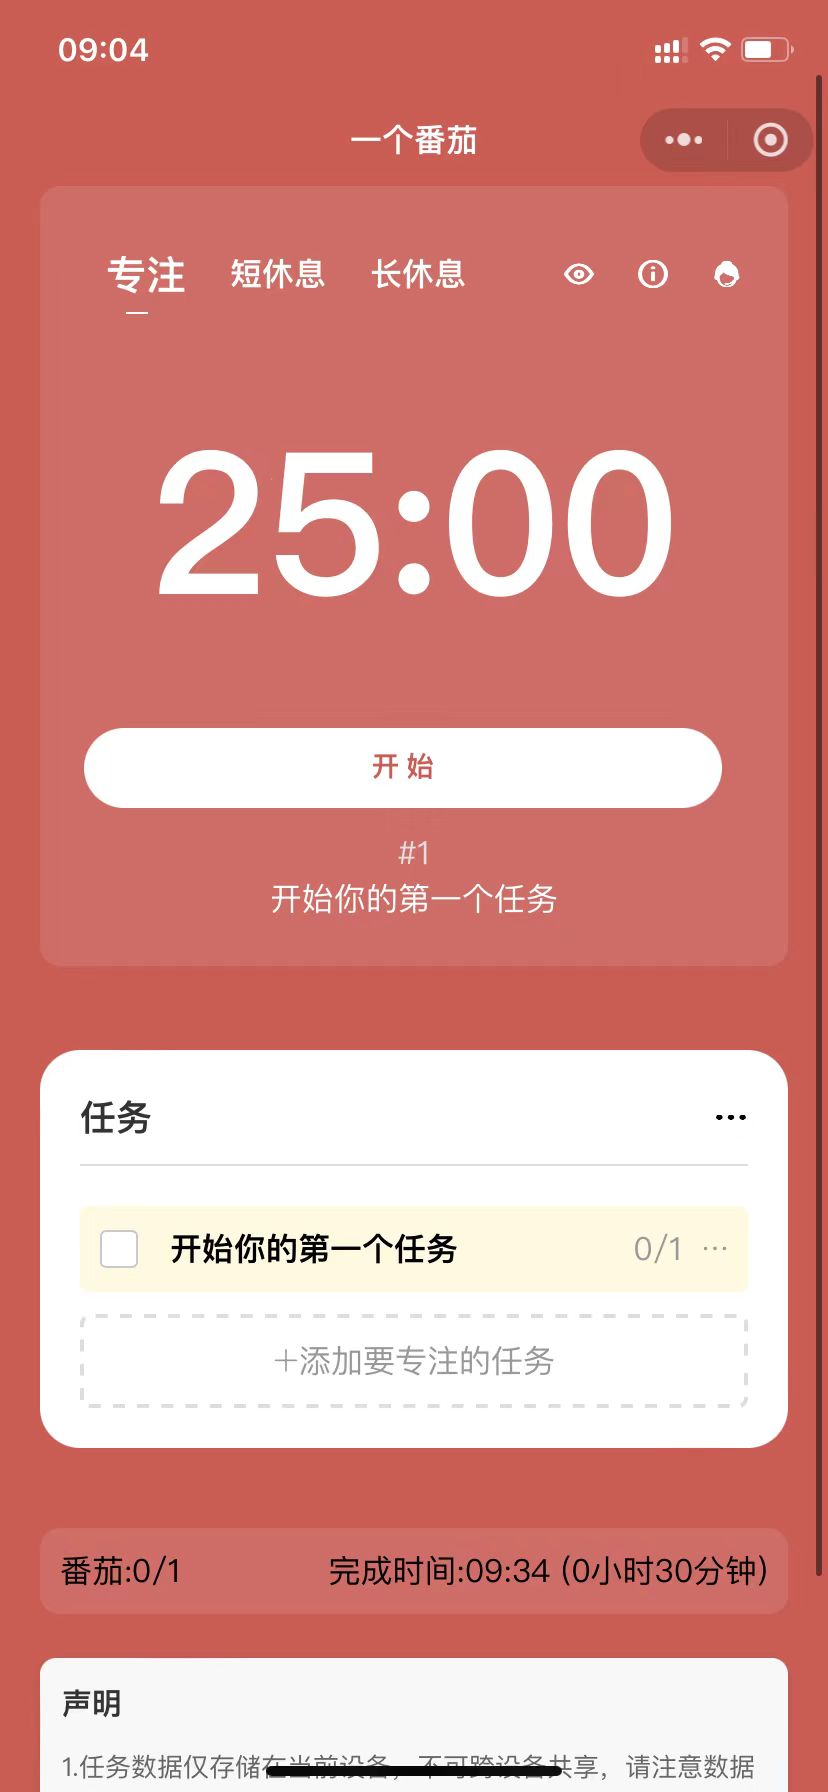 09:04
一个番茄
专注 短休息 长休息
25:00
开始
#1
开始你的第一个任务
任务
开始你的第一个任务 0/1
+添加要专注的任务
番茄:0/1 完成时间:09:34 (0小时30分钟)
声明
1.任务数据仅存储在当前设备，不可跨设备共享，请注意数据